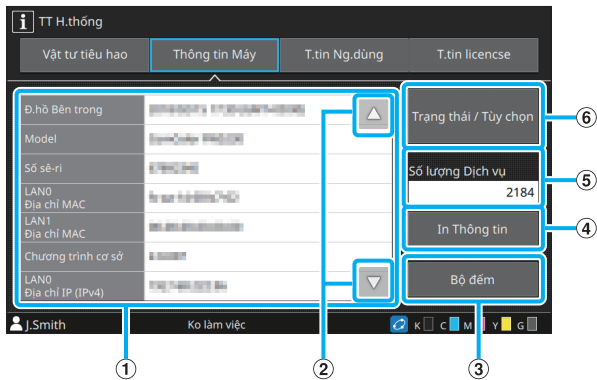 TT H.thống
Vật tư tiêu hao
Thông tin Máy
T.tin Ng.dùng
T.tin licencse
Đ.hồ Bên trong
Model
Số sê-ri
LAN0
Địa chỉ MAC
LAN1
Địa chỉ MAC
Chương trình cơ sở
LAN0
Địa chỉ IP (IPv4)
Trạng thái / Tùy chọn
Số lượng Dịch vụ
2184
In Thông tin
Bộ đếm
J.Smith
Ko làm việc
K C M Y G
6
5
4
1
2
3